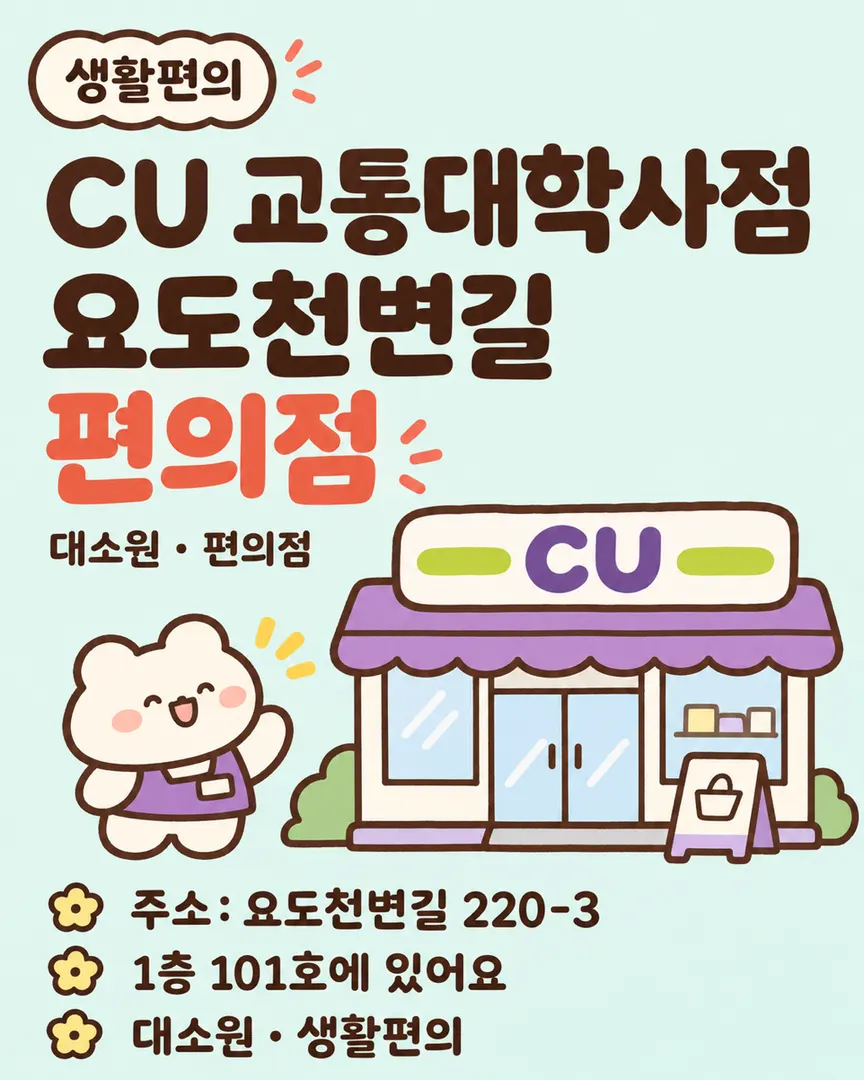 생활편의
CU 교통대학사점
요도천변길
편의점
대소원 · 편의점
CU
주소: 요도천변길 220-3
1층 101호에 있어요
대소원 · 생활편의